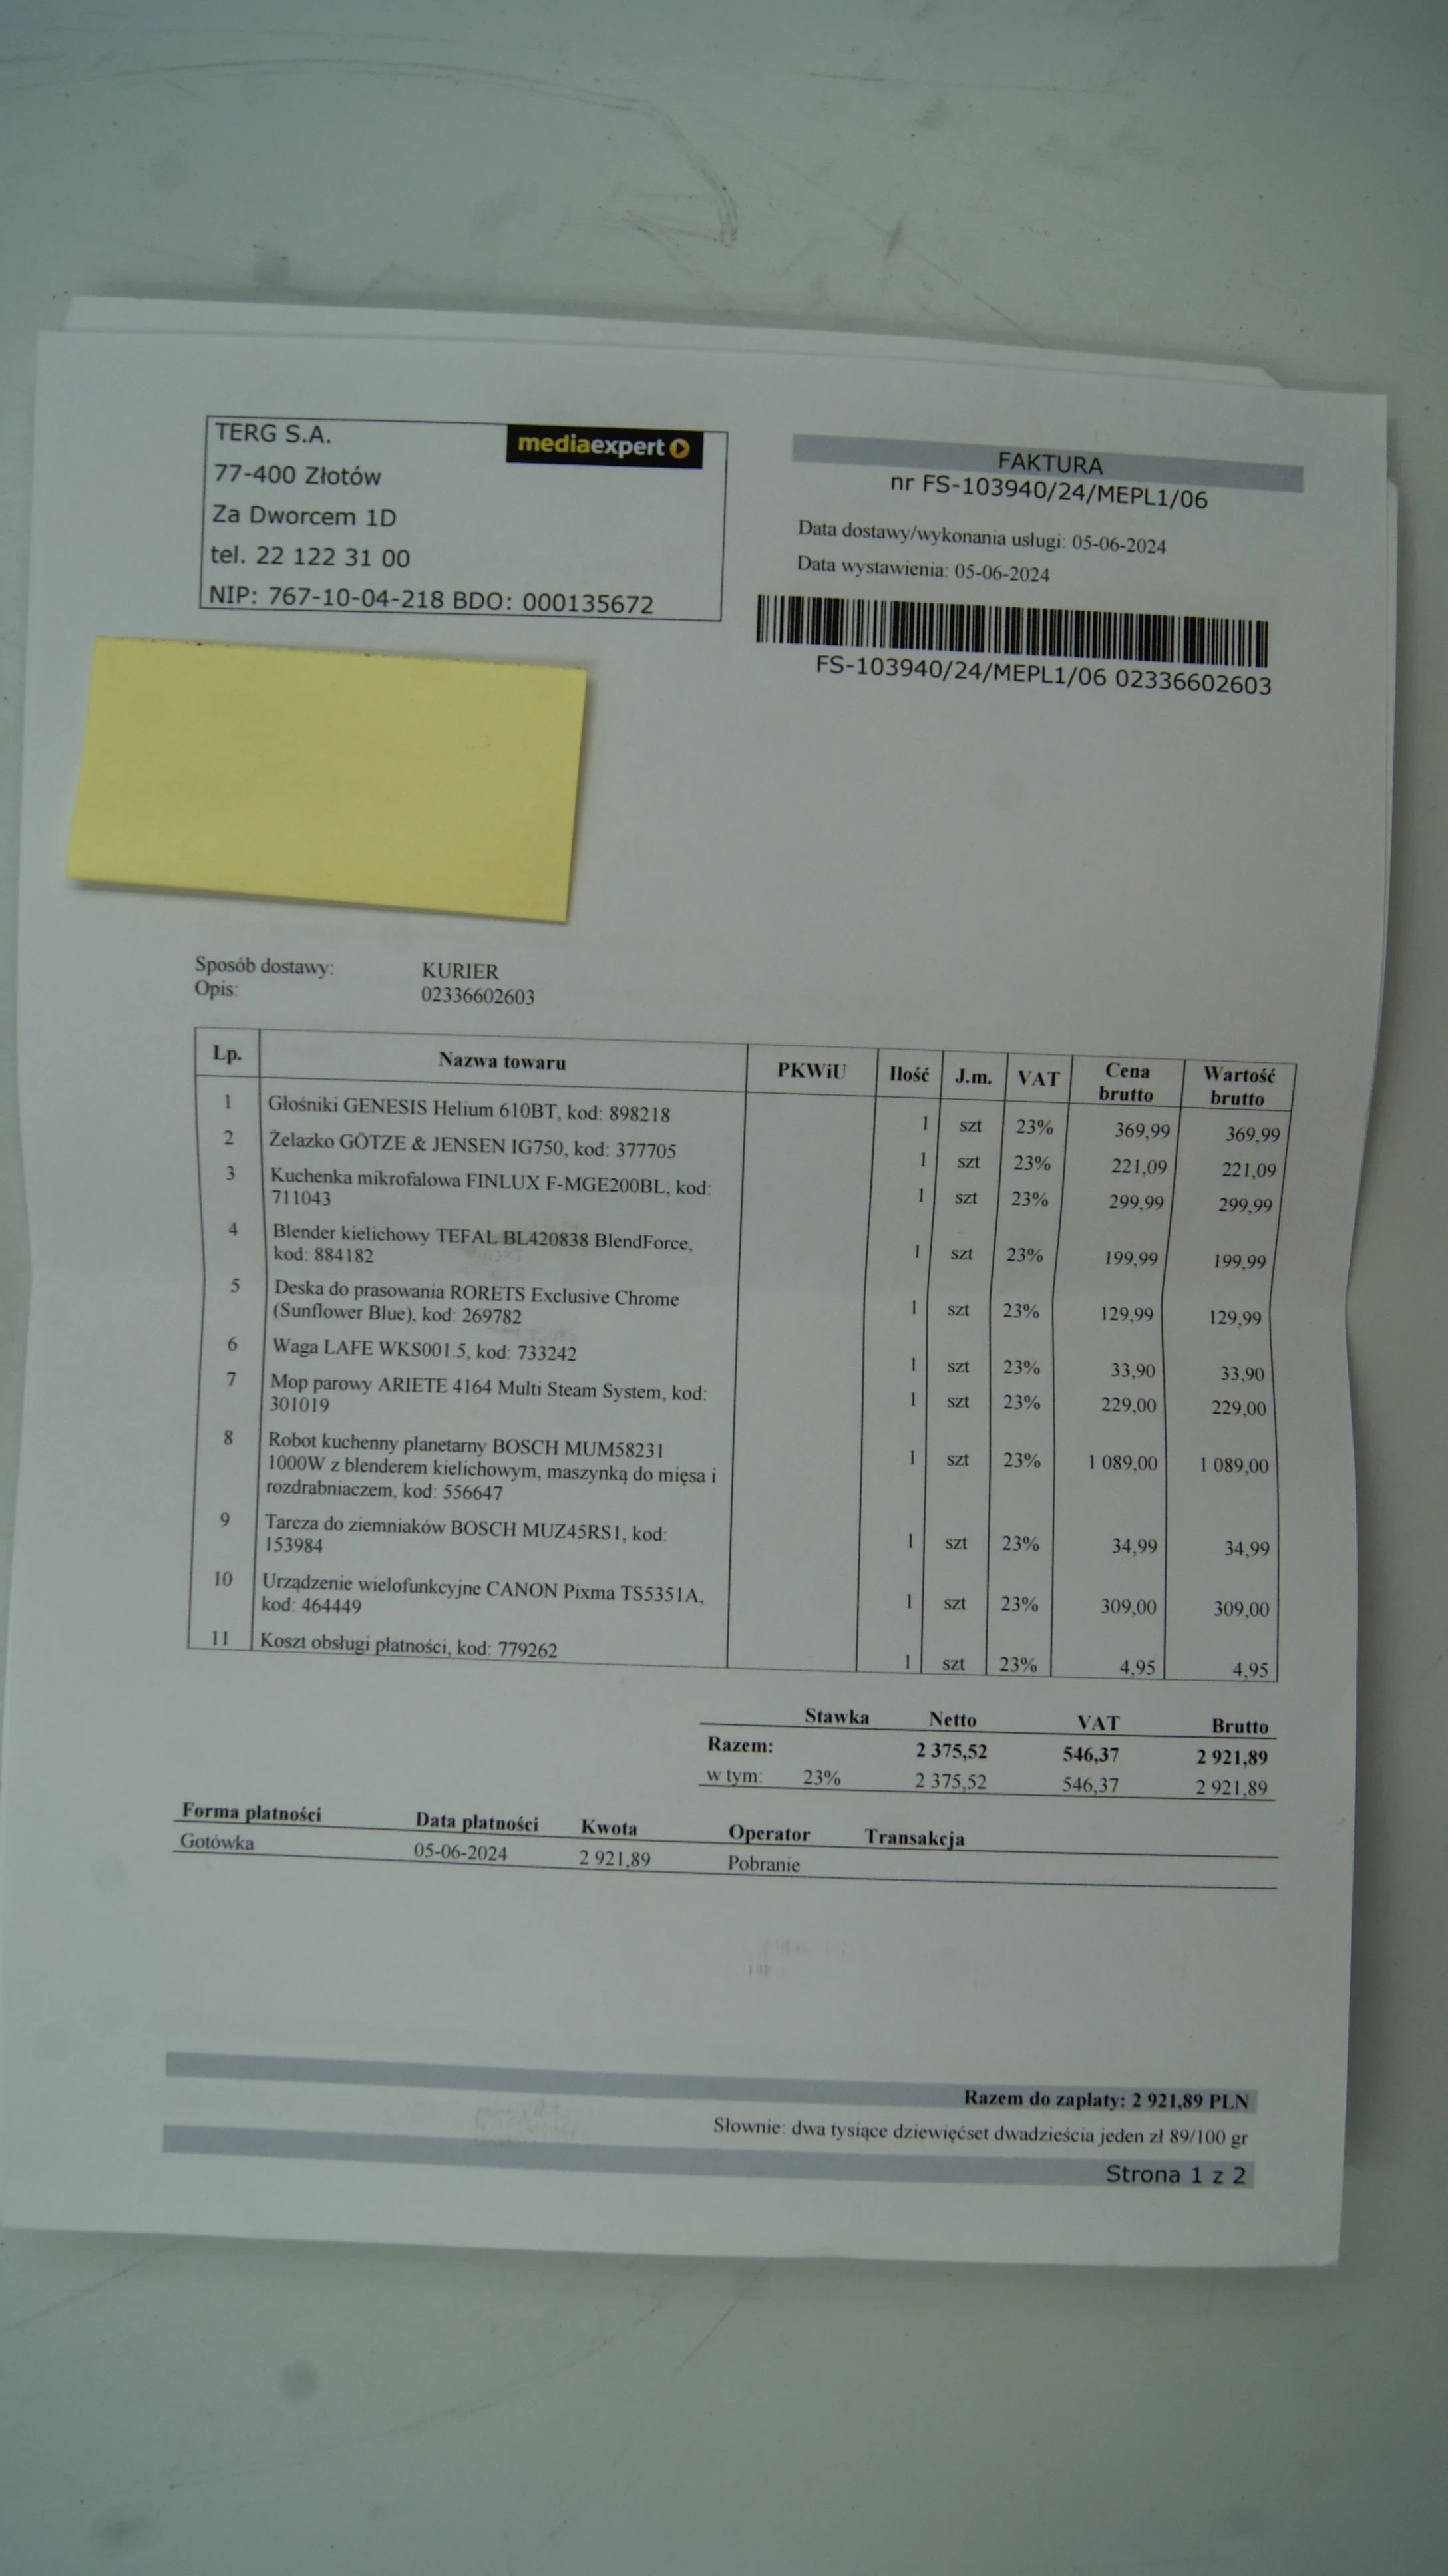 TERG S.A.
mediaexpert
77-400 Złotów
Za Dworcem 1D
tel. 22 122 31 00
NIP: 767-10-04-218 BDO: 000135672
FAKTURA
nr FS-103940/24/MEPL1/06
Data dostawy/wykonania usługi: 05-06-2024
Data wystawienia: 05-06-2024
FS-103940/24/MEPL1/06 02336602603
Sposób dostawy: KURIER
Opis: 02336602603
Lp. Nazwa towaru PKWiU Ilość J.m. VAT Cena brutto Wartość brutto
1 Głośniki GENESIS Helium 610BT, kod: 898218 1 szt 23% 369,99 369,99
2 Żelazko GÖTZE & JENSEN IG750, kod: 377705 1 szt 23% 221,09 221,09
3 Kuchenka mikrofalowa FINLUX F-MGE200BL, kod: 1 szt 23% 299,99 299,99
711043
4 Blender kielichowy TEFAL BL420838 BlendForce, 1 szt 23% 199,99 199,99
kod: 884182
5 Deska do prasowania RORETS Exclusive Chrome 1 szt 23% 129,99 129,99
(Sunflower Blue), kod: 269782
6 Waga LAFE WKS001.5, kod: 733242 1 szt 23% 33,90 33,90
7 Mop parowy ARIETE 4164 Multi Steam System, kod: 1 szt 23% 229,00 229,00
301019
8 Robot kuchenny planetarny BOSCH MUM58231 1 szt 23% 1 089,00 1 089,00
1000W z blenderem kielichowym, maszynką do mięsa i
rozdrabniaczem, kod: 556647
9 Tarcza do ziemniaków BOSCH MUZ45RS1, kod: 1 szt 23% 34,99 34,99
153984
10 Urządzenie wielofunkcyjne CANON Pixma TS5351A, 1 szt 23% 309,00 309,00
kod: 464449
11 Koszt obsługi płatności, kod: 779262 1 szt 23% 4,95 4,95
Stawka Netto VAT Brutto
Razem: 2 375,52 546,37 2 921,89
w tym: 23% 2 375,52 546,37 2 921,89
Forma płatności Data płatności Kwota Operator Transakcja
Gotówka 05-06-2024 2 921,89 Pobranie
Razem do zapłaty: 2 921,89 PLN
Słownie: dwa tysiące dziewięćset dwadzieścia jeden zł 89/100 gr
Strona 1 z 2